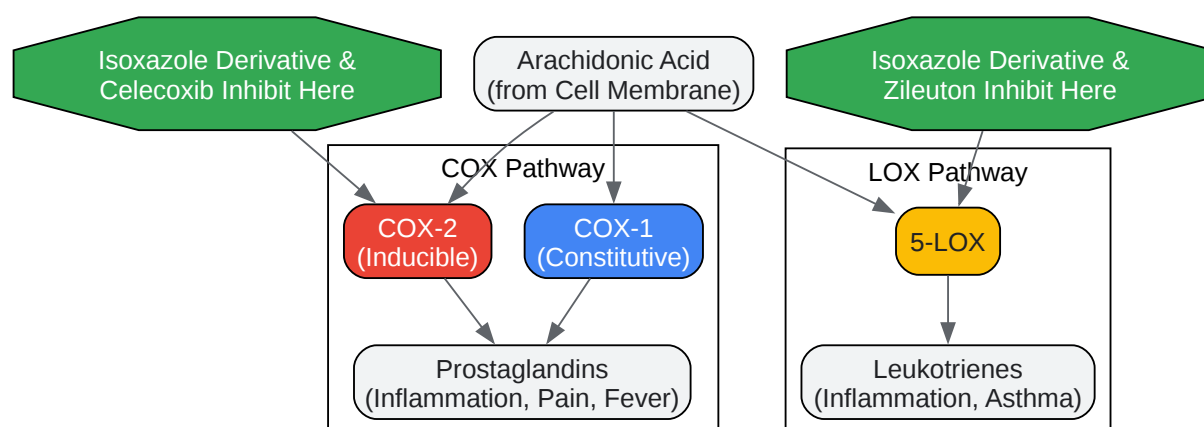 Isoxazole Derivative &
Celecoxib Inhibit Here
Arachidonic Acid
(from Cell Membrane)
Isoxazole Derivative &
Zileuton Inhibit Here
COX Pathway
LOX Pathway
COX-2
(Inducible)
COX-1
(Constitutive)
5-LOX
Prostaglandins
(Inflammation, Pain, Fever)
Leukotrienes
(Inflammation, Asthma)